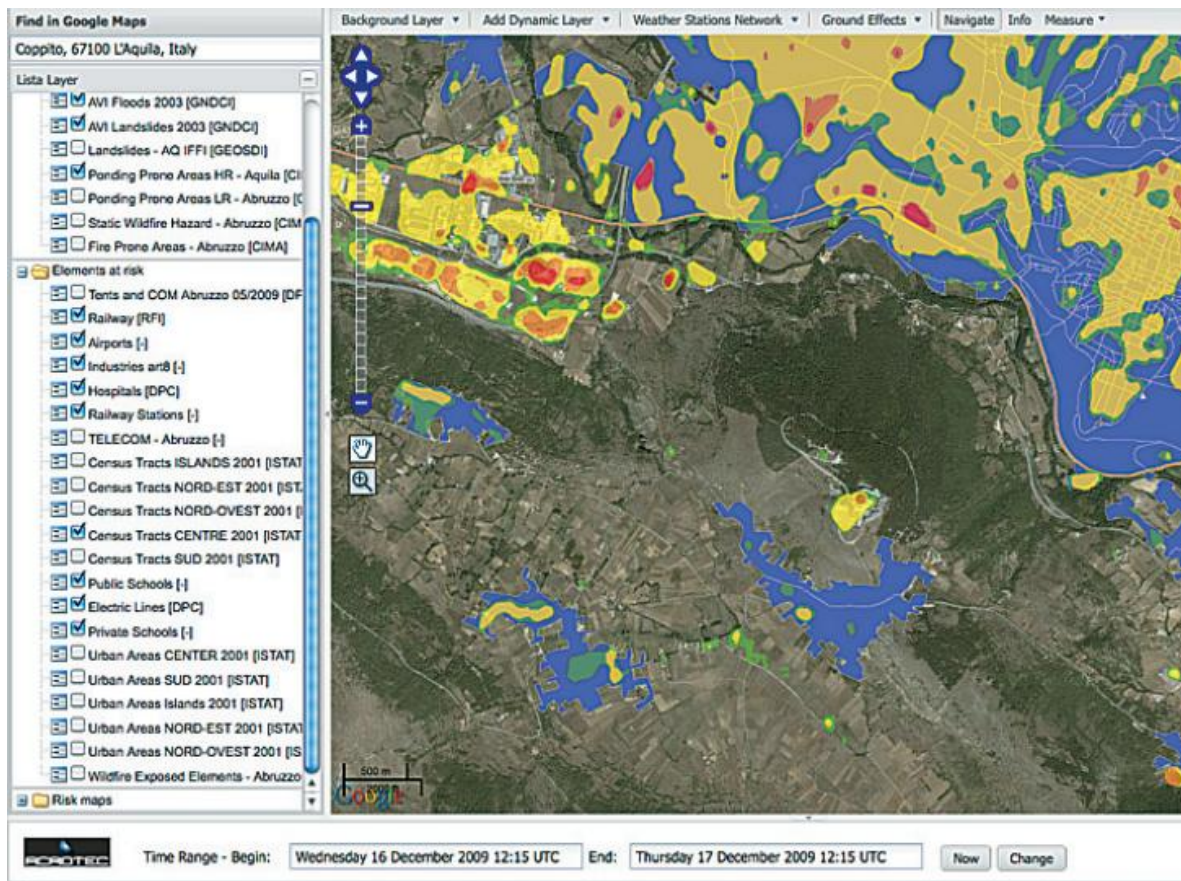 Find in Google Maps
Background Layer
Add Dynamic Layer
Weather Stations Network
Ground Effects
Navigate
Info
Measure
Coppito, 67100 L'Aquila, Italy
Lista Layer
AVI Floods 2003 [GNDCI]
AVI Landslides 2003 [GNDCI]
Landslides - AQ IFFI [GEOSDI]
Ponding Prone Areas HR - Aquila [CI
Ponding Prone Areas LR - Abruzzo [C
Static Wildfire Hazard - Abruzzo [CIM
Fire Prone Areas - Abruzzo [CIMA]
Elements at risk
Tents and COM Abruzzo 05/2009 [DF
Railway [RFI]
Airports [-]
Industries art8 [-]
Hospitals [DPC]
Railway Stations [-]
TELECOM - Abruzzo [-]
Census Tracts ISLANDS 2001 [ISTAT
Census Tracts NORD-EST 2001 [IST
Census Tracts NORD-OVEST 2001 [I
Census Tracts CENTRE 2001 [ISTAT
Census Tracts SUD 2001 [ISTAT]
Public Schools [-]
Electric Lines [DPC]
Private Schools [-]
Urban Areas CENTER 2001 [ISTAT]
Urban Areas SUD 2001 [ISTAT]
Urban Areas Islands 2001 [ISTAT]
Urban Areas NORD-EST 2001 [ISTAT
Urban Areas NORD-OVEST 2001 [IS
Wildfire Exposed Elements - Abruzzo
Risk maps
500 m
2000 ft
Google
ACROTEC
Time Range - Begin:
Wednesday 16 December 2009 12:15 UTC
End:
Thursday 17 December 2009 12:15 UTC
Now
Change